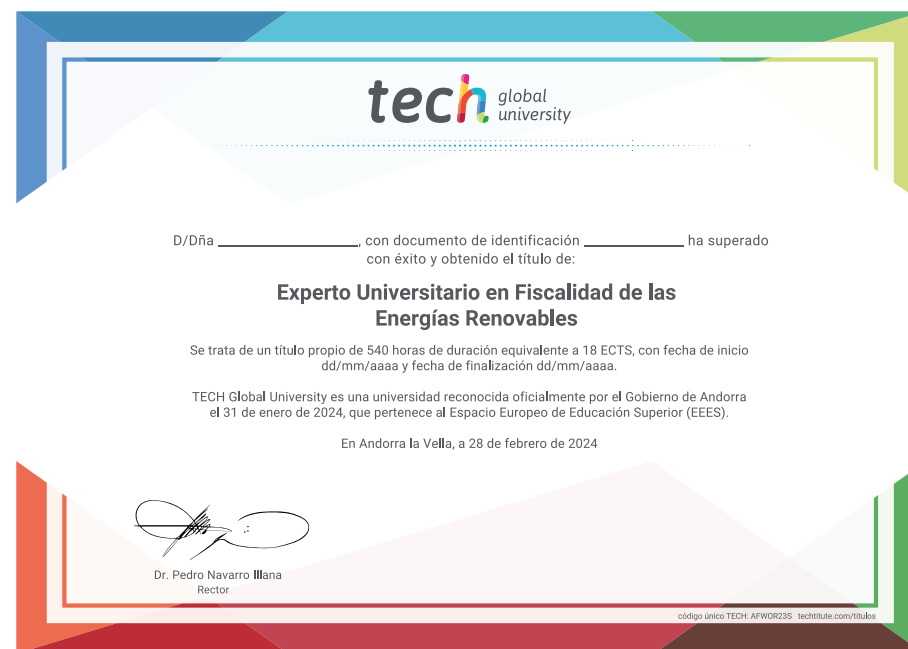 tech global university
D/Dña ________________, con documento de identificación ____________ ha superado
con éxito y obtenido el título de:
Experto Universitario en Fiscalidad de las
Energías Renovables
Se trata de un título propio de 540 horas de duración equivalente a 18 ECTS, con fecha de inicio
dd/mm/aaaa y fecha de finalización dd/mm/aaaa.
TECH Global University es una universidad reconocida oficialmente por el Gobierno de Andorra
el 31 de enero de 2024, que pertenece al Espacio Europeo de Educación Superior (EEES).
En Andorra la Vella, a 28 de febrero de 2024
Dr. Pedro Navarro Illana
Rector
código único TECH: AFWOR23S techtitute.com/titulos